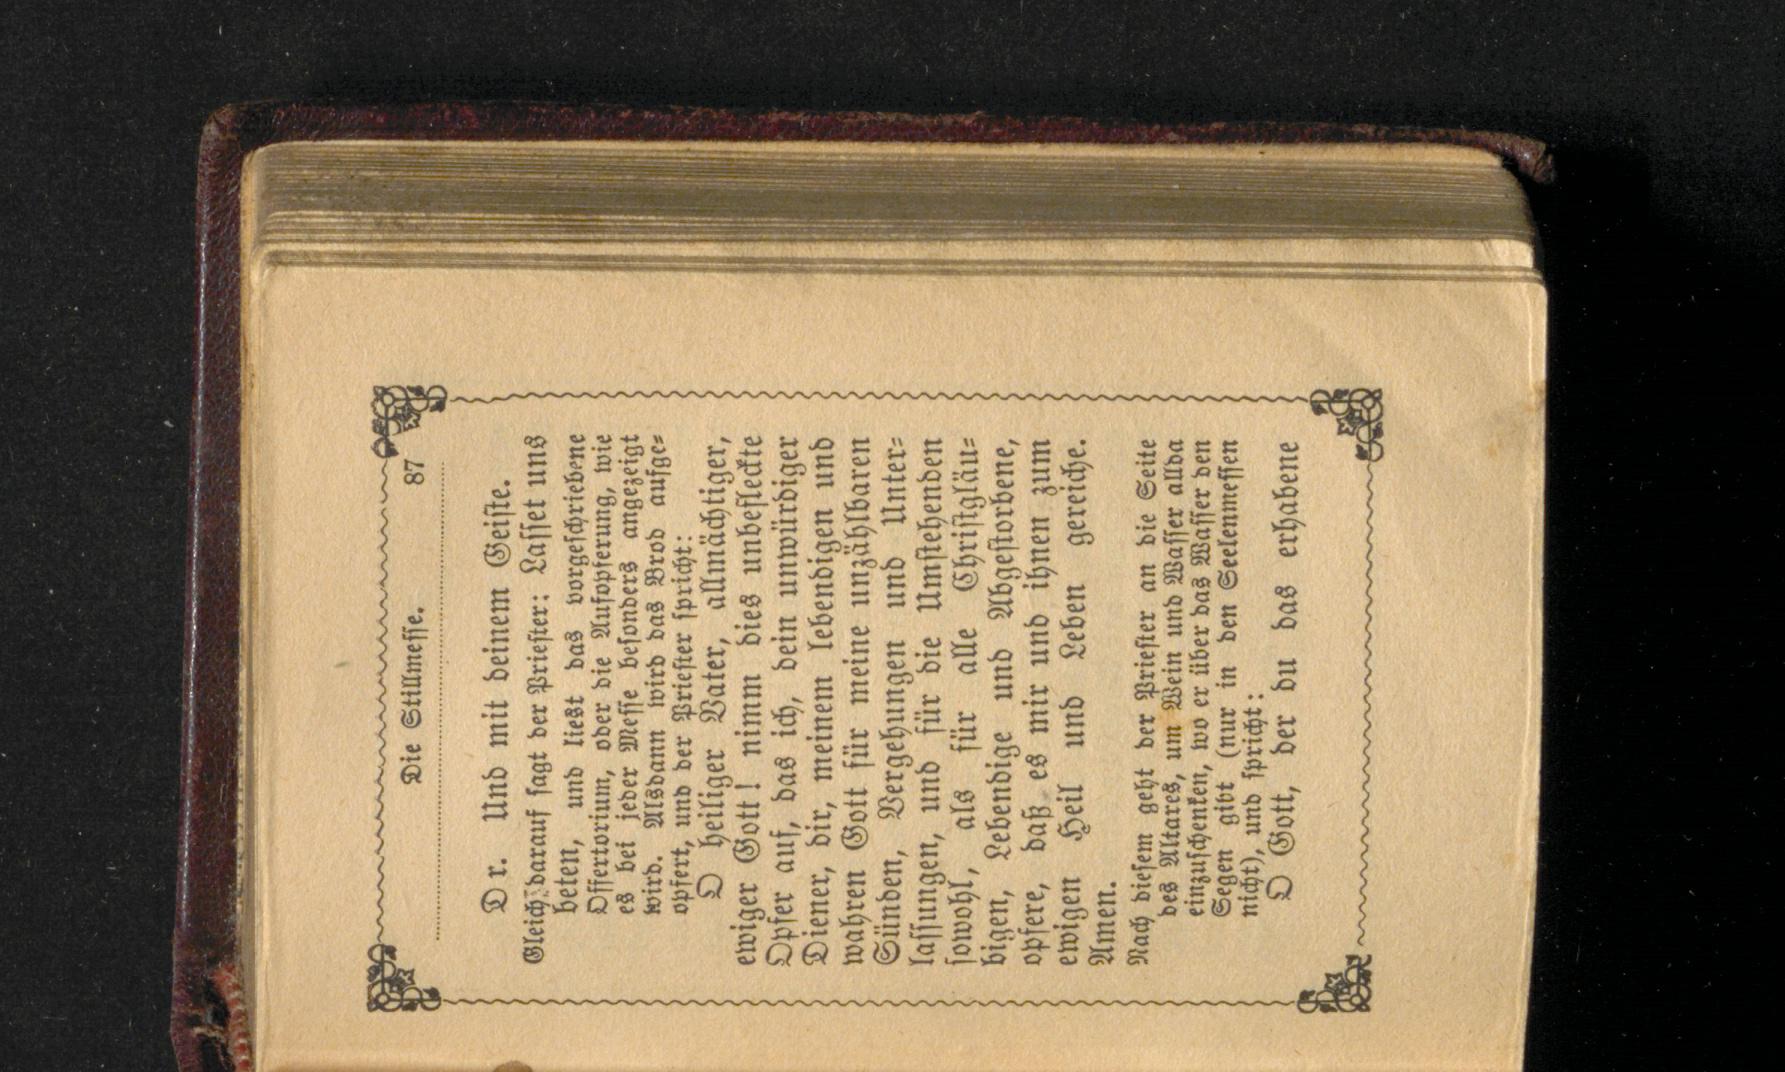 Die Stillmesse. 87
Dr. Und mit deinem Geiste.
Gleich darauf sagt der Priester: Lasset uns
beten, und liest das vorgeschriebene
Offertorium, oder die Aufopferung, wie
es bei jeder Messe besonders angezeigt
wird. Alsdann wird das Brod aufge-
opfert, und der Priester spricht:
O heiliger Vater, allmächtiger,
ewiger Gott! nimm dies unbefleckte
Opfer auf, das ich, dein unwürdiger
Diener, dir, meinem lebendigen und
wahren Gott für meine unzählbaren
Sünden, Vergehungen und Unter-
lassungen, und für die Umstehenden
sowohl, als für alle Christgläu-
bigen, Lebendige und Abgestorbene,
opfere, daß es mir und ihnen zum
ewigen Heil und Leben gereiche.
Amen.
Nach diesem geht der Priester an die Seite
des Altares, um Wein und Wasser allda
einzuschenken, wo er über das Wasser den
Segen gibt (nur in den Seelenmessen
nicht), und spricht:
O Gott, der du das erhabene